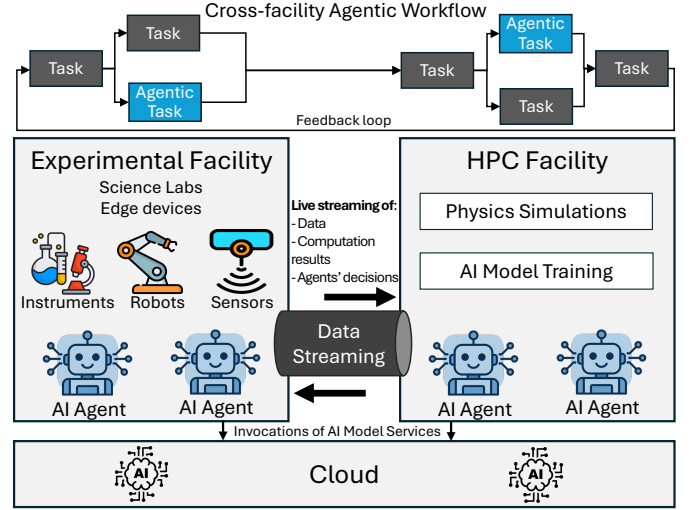 Cross-facility Agentic Workflow
Task
Task
Agentic
Task
Task
Agentic
Task
Task
Task
Feedback loop
Experimental Facility
Science Labs
Edge devices
Instruments
Robots
Sensors
AI Agent
AI Agent
Live streaming of:
- Data
- Computation
results
- Agents' decisions
Data
Streaming
HPC Facility
Physics Simulations
AI Model Training
AI Agent
AI Agent
Invocations of AI Model Services
AI
Cloud
AI